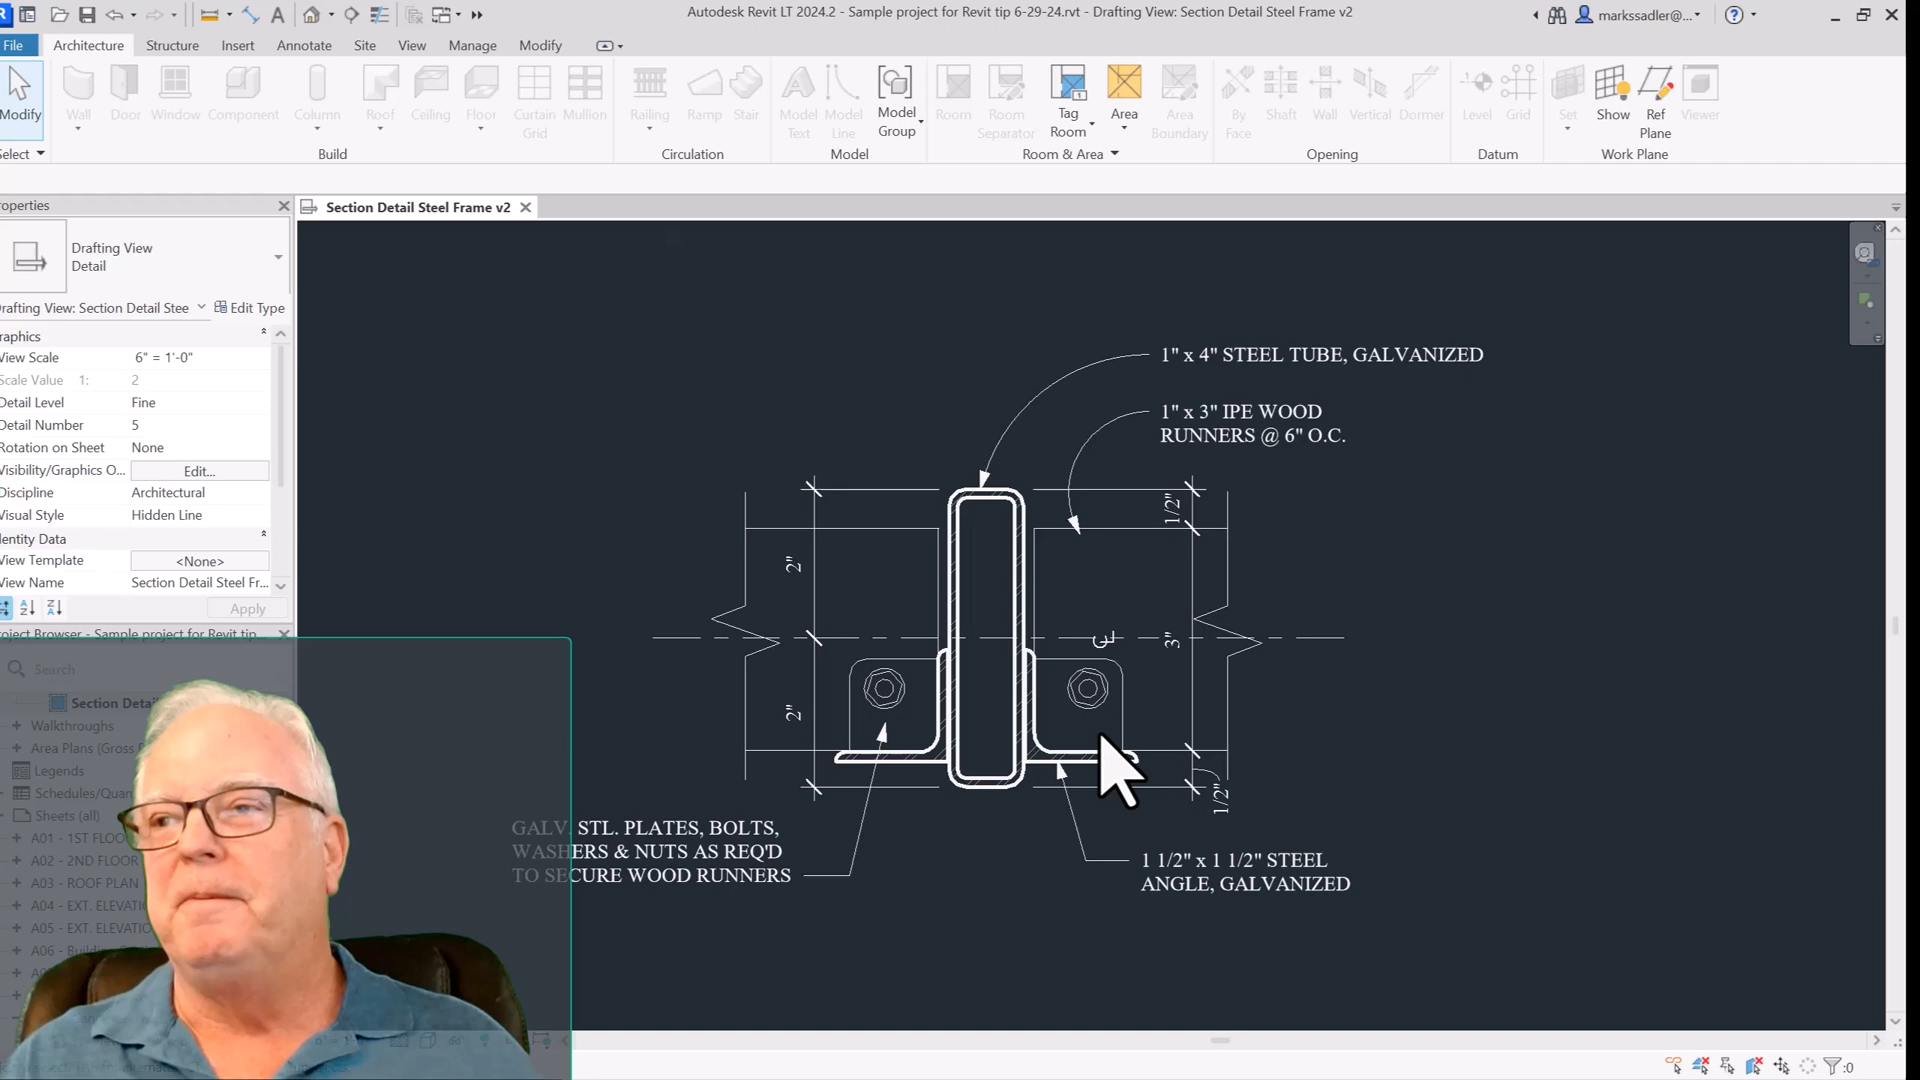 Autodesk Revit LT 2024.2 - Sample project for Revit tip 6-29-24.rvt - Drafting View: Section Detail Steel Frame v2
markssadler@...
File
Architecture
Structure
Insert
Annotate
Site
View
Manage
Modify
Modify
Wall
Door
Window
Component
Column
Roof
Ceiling
Floor
Curtain
Grid
Mullion
Railing
Ramp
Stair
Model
Text
Model
Line
Model
Group
Room
Room
Separator
Tag
Room
Area
Area
Boundary
By
Face
Shaft
Wall
Vertical
Dormer
Level
Grid
Set
Show
Ref
Plane
Viewer
Select
Build
Circulation
Model
Room & Area
Opening
Datum
Work Plane
roperties
Section Detail Steel Frame v2
Drafting View
Detail
rafting View: Section Detail Stee
Edit Type
raphics
View Scale
6" = 1'-0"
Scale Value 1:
2
Detail Level
Fine
Detail Number
5
Rotation on Sheet
None
Visibility/Graphics O...
Edit...
Discipline
Architectural
Visual Style
Hidden Line
dentity Data
View Template
<None>
View Name
Section Detail Steel Fr...
Apply
roject Browser - Sample project for Revit tip
Search
Section Detai
Walkthroughs
Area Plans (Gross
Legends
Schedules/Quan
Sheets (all)
A01 - 1ST FLOO
A02 - 2ND FLOOR
A03 - ROOF PLAN
A04 - EXT. ELEVATIO
A05 - EXT. ELEVATIO
A06 - Building
1" x 4" STEEL TUBE, GALVANIZED
1" x 3" IPE WOOD
RUNNERS @ 6" O.C.
1/2"
2"
3"
2"
1/2"
GALV. STL. PLATES, BOLTS,
WASHERS & NUTS AS REQ'D
TO SECURE WOOD RUNNERS
1 1/2" x 1 1/2" STEEL
ANGLE, GALVANIZED
:0